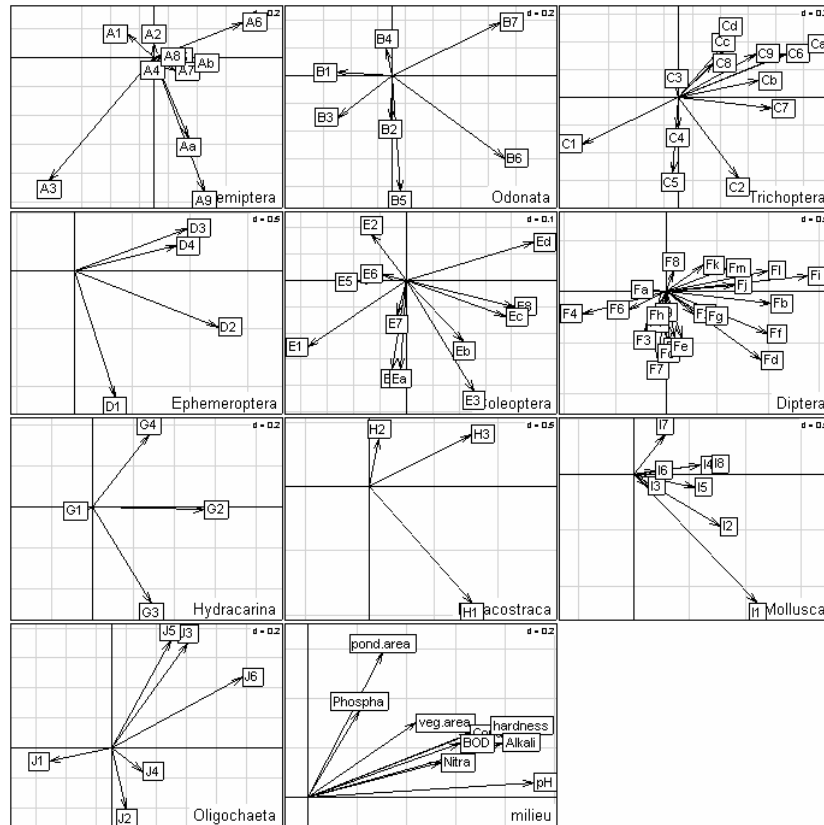 A1
A2
A6
A8
Ab
A4
A7
Aa
A3
A9
d = 0.2
B4
B7
B1
B3
B2
B6
B5
Odonata
d = 0.2
Cd
Cc
C9
C6
C8
C3
Cb
C7
C1
C4
C5
C2
Trichoptera
d = 0.5
D3
D4
D2
D1
Ephemeroptera
d = 0.1
E2
Ed
E6
E5
E8
Ec
E7
E1
Eb
Ea
E3
F8
Fk
Fm
Fl
Fi
Fj
Fa
Fb
F4
F6
Fh
Fg
F3
Ff
Fe
Fd
F7
Diptera
d = 0.2
G4
G1
G2
G3
Hydracarina
d = 0.5
H2
H3
H1
I7
I6
I4
I8
I3
I5
I2
I1
Mollusca
d = 0.2
J5
J3
J6
J1
J4
J2
Oligochaeta
d = 0.2
pond.area
Phospha
veg.area
hardness
BOD
Alkali
Nitra
pH
milieu